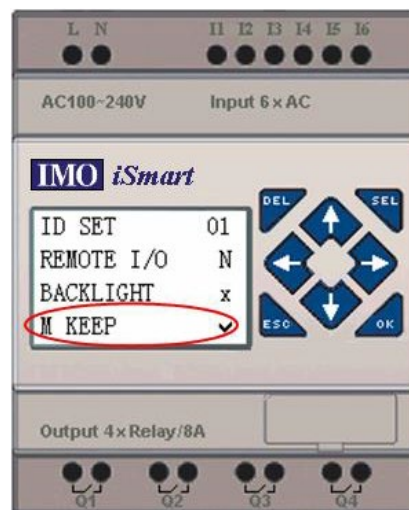 L N I1 I2 I3 I4 I5 I6
AC100~240V Input 6 x AC
IMO iSmart
DEL SEL
ID SET 01
REMOTE I/O N
BACKLIGHT x
M KEEP ✓
ESC OK
Output 4 x Relay/8A
Q1 Q2 Q3 Q4